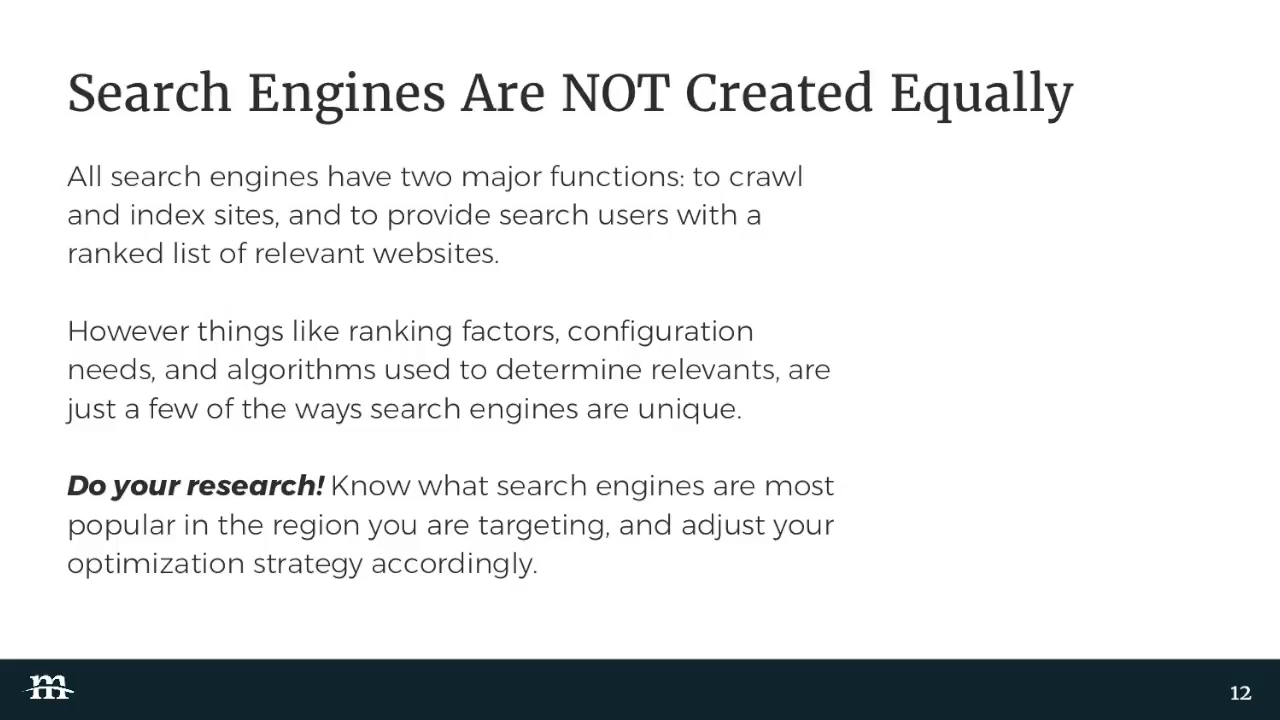 Search Engines Are NOT Created Equally
All search engines have two major functions: to crawl
and index sites, and to provide search users with a
ranked list of relevant websites.
However things like ranking factors, configuration
needs, and algorithms used to determine relevants, are
just a few of the ways search engines are unique.
Do your research! Know what search engines are most
popular in the region you are targeting, and adjust your
optimization strategy accordingly.
m
12